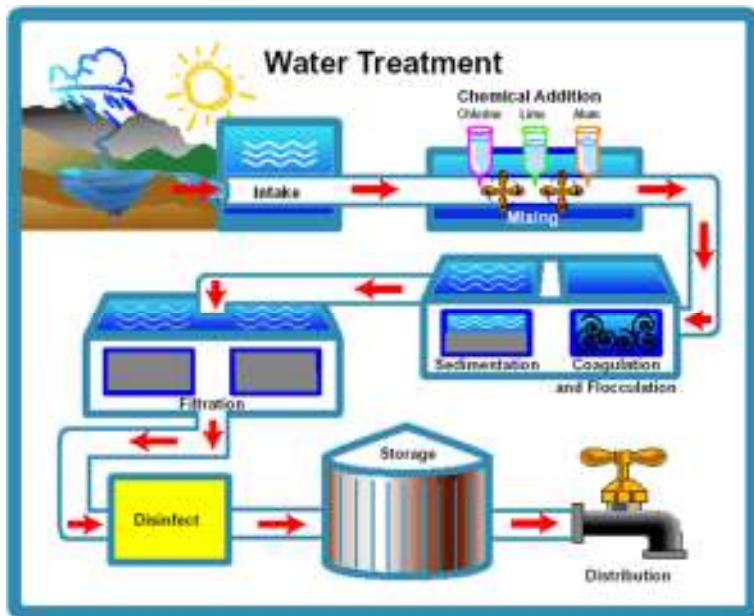 Water Treatment
Chemical Addition
Chlorine Lime Alum
Intake
Mixing
Sedimentation
Coagulation
and Flocculation
Filtration
Storage
Disinfect
Distribution